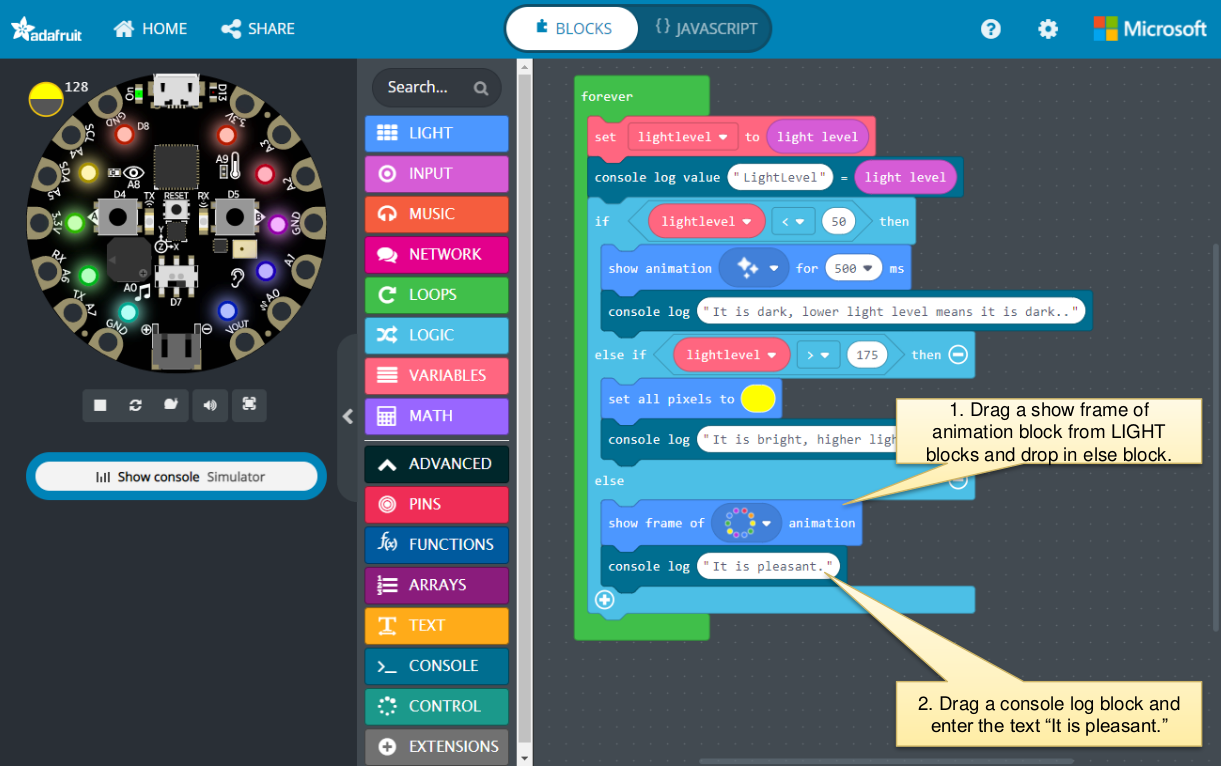 adafruit HOME SHARE BLOCKS {} JAVASCRIPT ? Microsoft
128
D13
D8
GND
3.3V
SCL
A4
A3
SDA
A5
A2
A9
A8
D4
TX
RESET
RX
D5
A
B
3.3V
GND
Y
Z
X
RX
A6
A1
TX
A7
A0
D7
A0
GND
VOUT
Show console Simulator
Search...
LIGHT
INPUT
MUSIC
NETWORK
LOOPS
LOGIC
VARIABLES
MATH
ADVANCED
PINS
f(x) FUNCTIONS
ARRAYS
T TEXT
>_ CONSOLE
CONTROL
EXTENSIONS
forever
set lightlevel to light level
console log value "LightLevel" = light level
if lightlevel < 50 then
show animation for 500 ms
console log "It is dark, lower light level means it is dark.."
else if lightlevel > 175 then
set all pixels to
console log "It is bright, higher ligh
else
show frame of animation
console log "It is pleasant."
1. Drag a show frame of
animation block from LIGHT
blocks and drop in else block.
2. Drag a console log block and
enter the text “It is pleasant.”